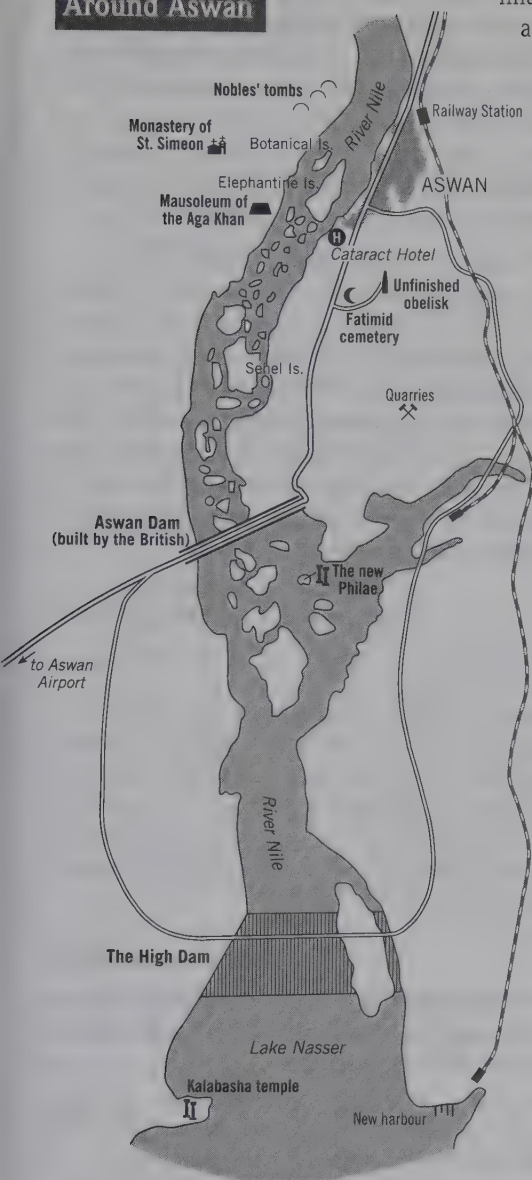 Around Aswan
a
Nobles' tombs
River Nile
Railway Station
Monastery of
St. Simeon
Botanical Is.
Elephantine Is.
ASWAN
Mausoleum of
the Aga Khan
H
Cataract Hotel
Unfinished
obelisk
Fatimid
cemetery
Sehel Is.
Quarries
Aswan Dam
(built by the British)
The new
Philae
to Aswan
Airport
River Nile
The High Dam
Lake Nasser
Kalabasha temple
New harbour